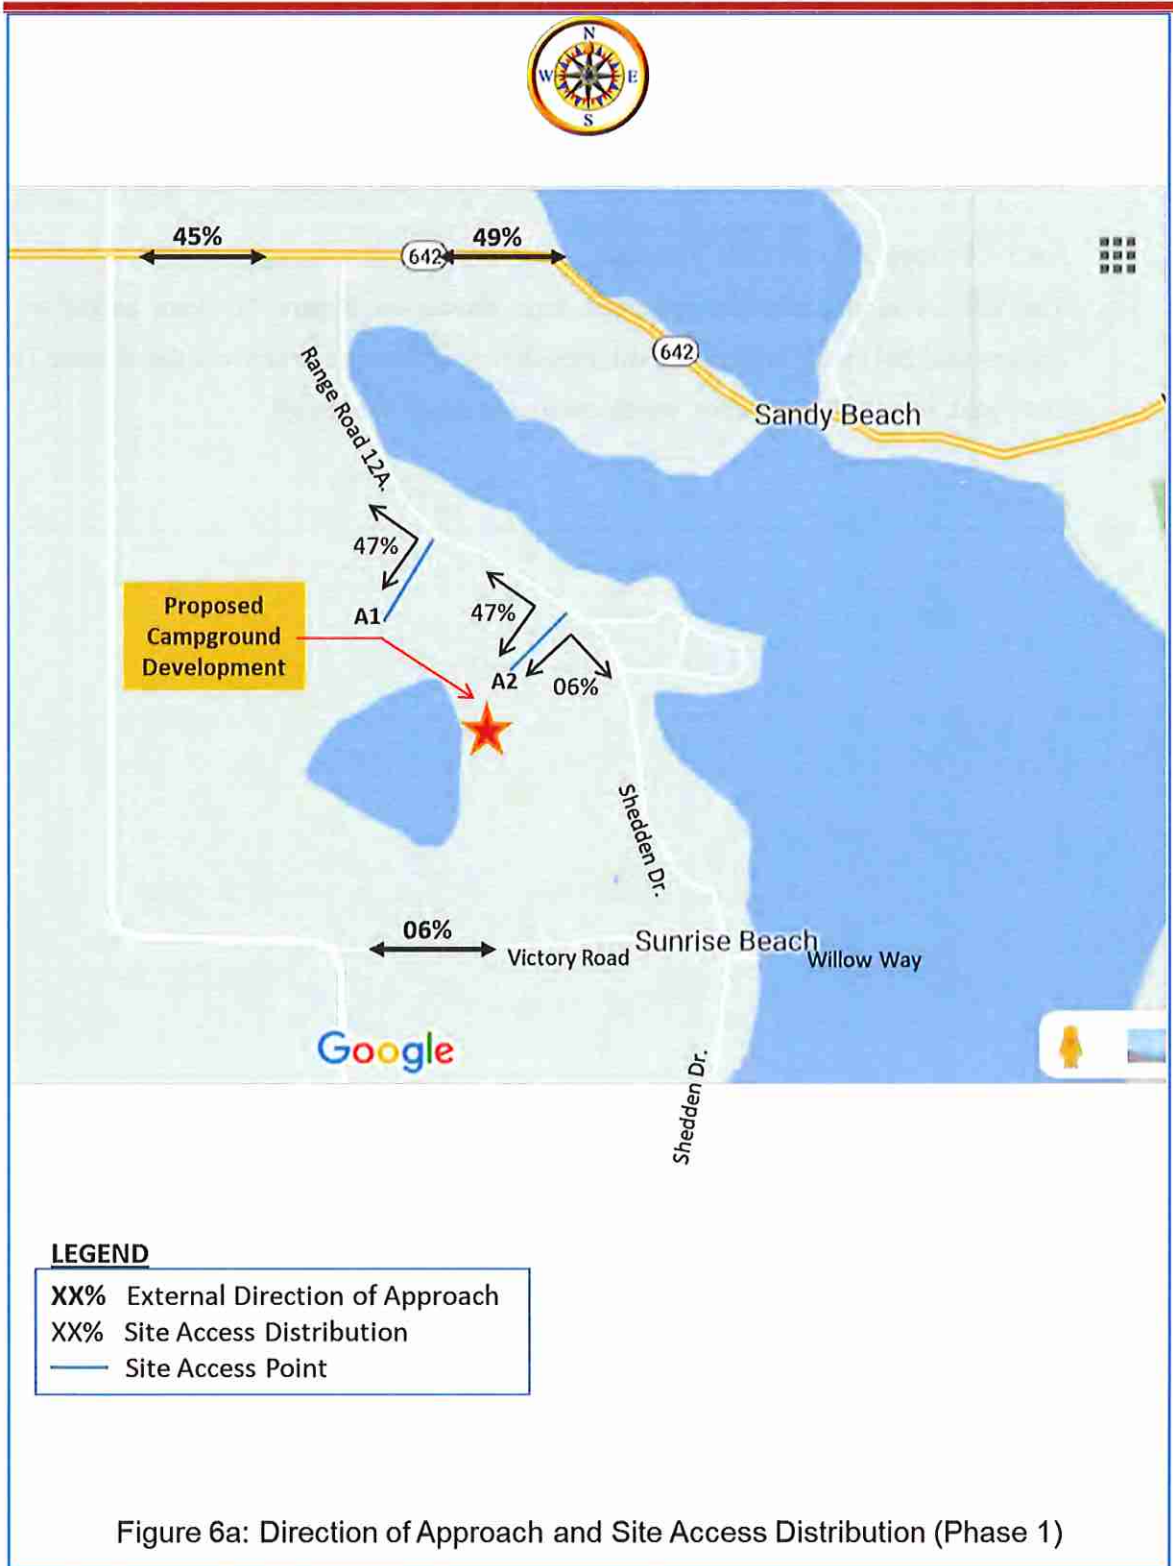 N
W E
S
45%
49%
642
642
Sandy Beach
Range Road 12A.
47%
A1
Proposed
Campground
Development
47%
A2
06%
Shedden Dr.
06%
Victory Road
Sunrise Beach
Willow Way
Google
Shedden Dr.
LEGEND
XX% External Direction of Approach
XX% Site Access Distribution
Site Access Point
Figure 6a: Direction of Approach and Site Access Distribution (Phase 1)